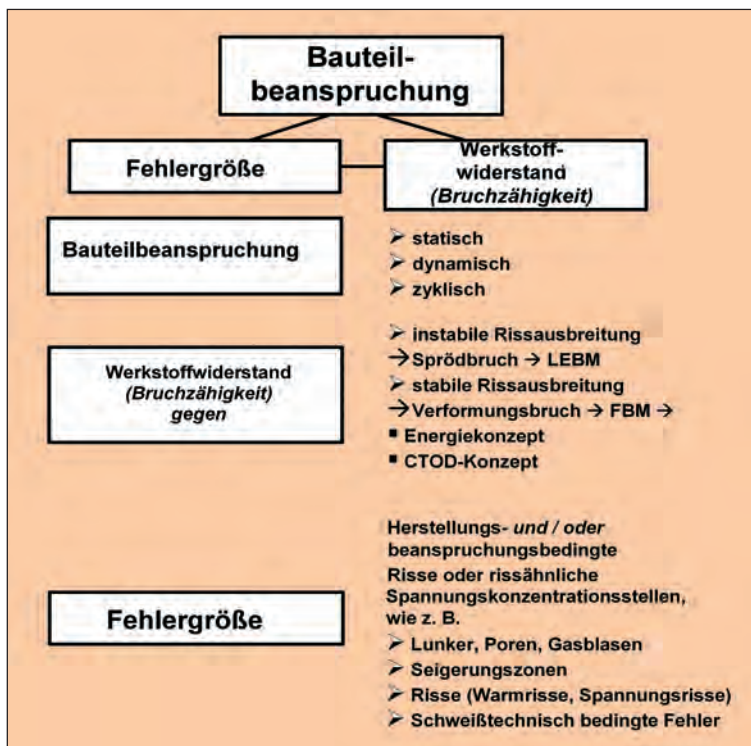 Bauteil-
beanspruchung
Fehlergröße
Werkstoff-
widerstand
(Bruchzähigkeit)
Bauteilbeanspruchung
➢ statisch
➢ dynamisch
➢ zyklisch
Werkstoffwiderstand
(Bruchzähigkeit)
gegen
➢ instabile Rissausbreitung
→Sprödbruch → LEBM
➢ stabile Rissausbreitung
→Verformungsbruch → FBM →
▪ Energiekonzept
▪ CTOD-Konzept
Fehlergröße
Herstellungs- und / oder
beanspruchungsbedingte
Risse oder rissähnliche
Spannungskonzentrationsstellen,
wie z. B.
➢ Lunker, Poren, Gasblasen
➢ Seigerungszonen
➢ Risse (Warmrisse, Spannungsrisse)
➢ Schweißtechnisch bedingte Fehler